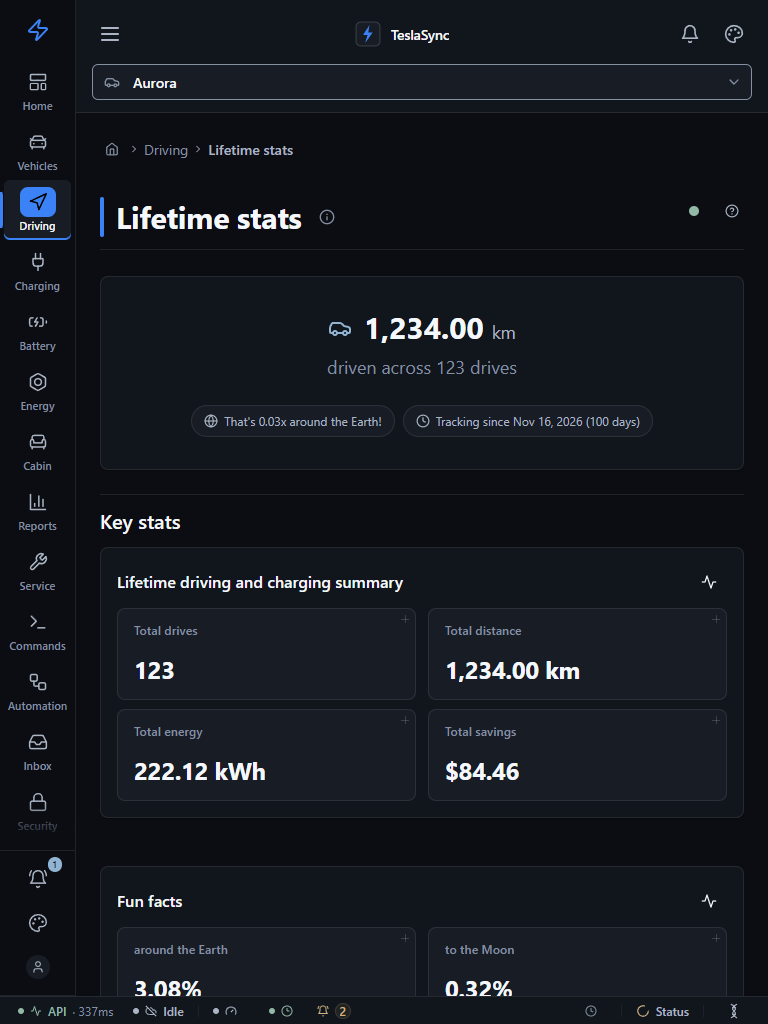 TeslaSync
Aurora
Home
Vehicles
Driving
Charging
Battery
Energy
Cabin
Reports
Service
Commands
Automation
Inbox
Security
1
Driving
Lifetime stats
Lifetime stats
1,234.00 km
driven across 123 drives
That's 0.03x around the Earth!
Tracking since Nov 16, 2026 (100 days)
Key stats
Lifetime driving and charging summary
Total drives
123
Total distance
1,234.00 km
Total energy
222.12 kWh
Total savings
$84.46
Fun facts
around the Earth
3.08%
to the Moon
0.32%
API · 337ms
Idle
2
Status